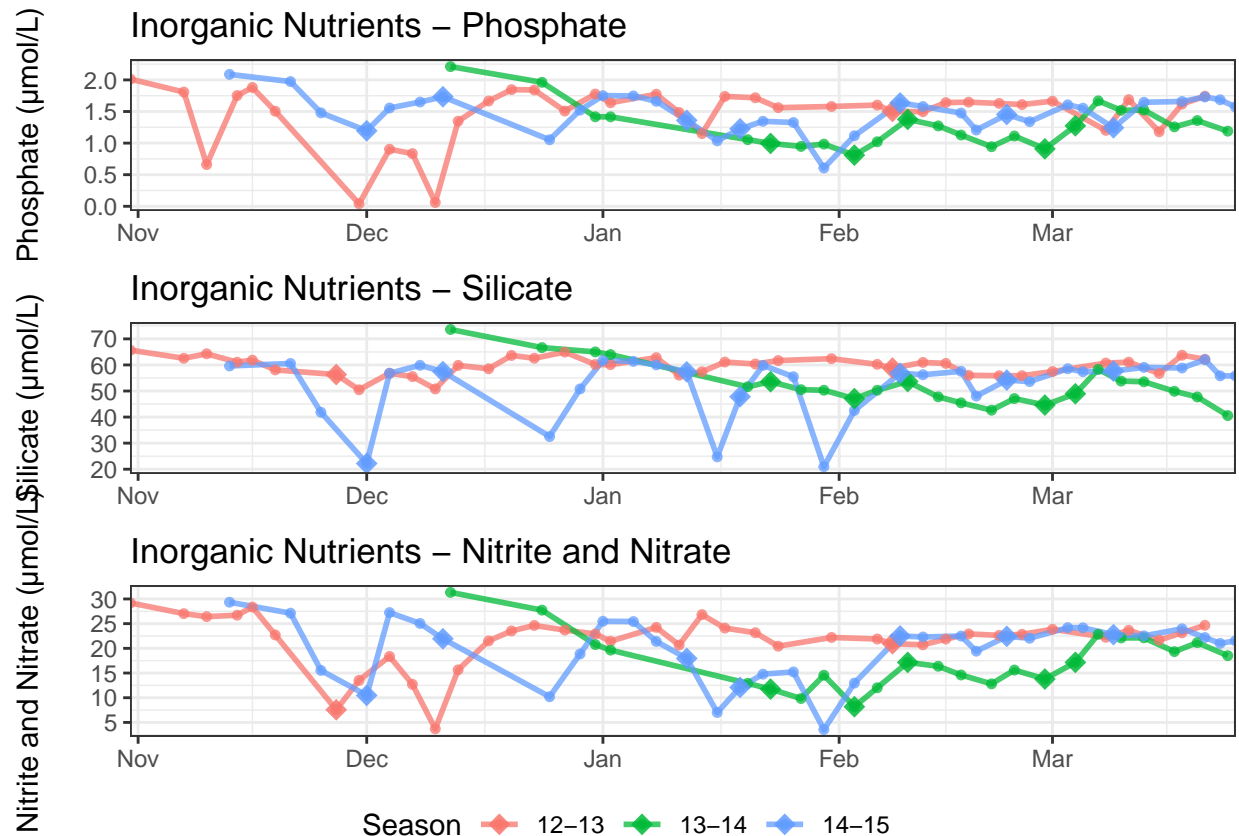 Inorganic Nutrients – Phosphate
Phosphate (µmol/L)
2.0
1.5
1.0
0.5
0.0
Nov Dec Jan Feb Mar
Inorganic Nutrients – Silicate
Silicate (µmol/L)
70
60
50
40
30
20
Nov Dec Jan Feb Mar
Inorganic Nutrients – Nitrite and Nitrate
Nitrite and Nitrate (µmol/L)
30
25
20
15
10
5
Nov Dec Jan Feb Mar
Season 12–13 13–14 14–15